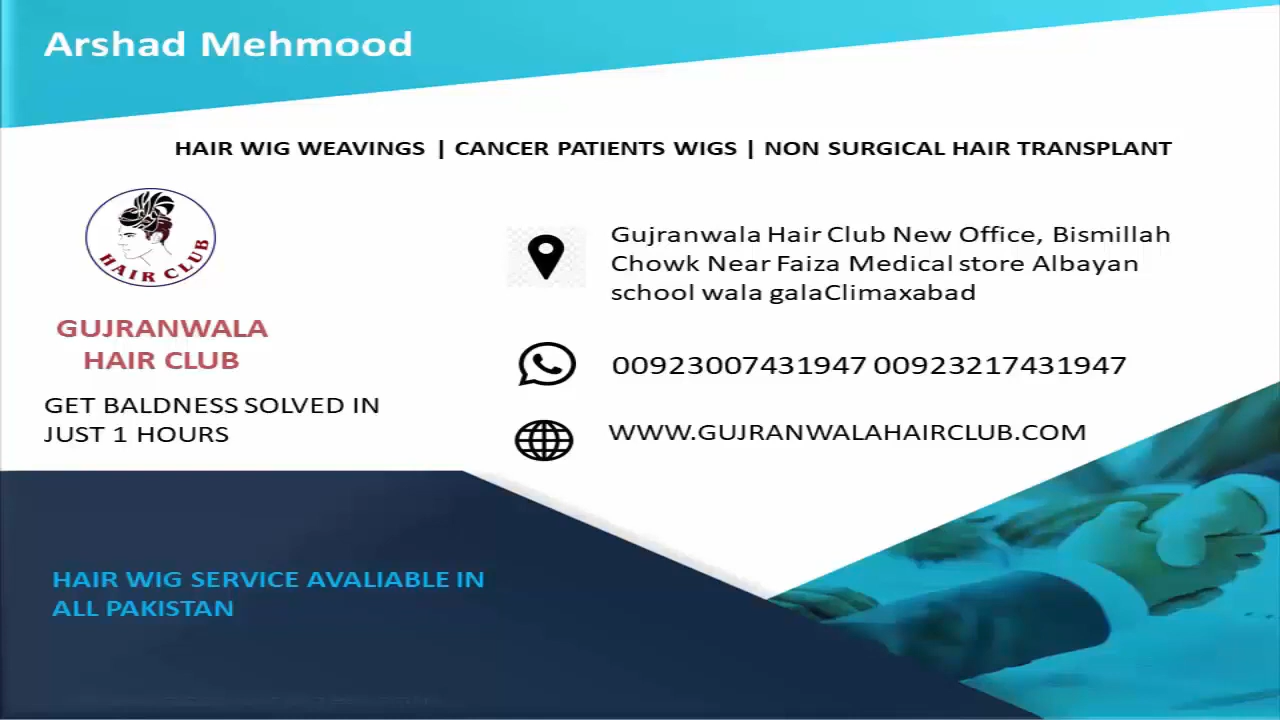 Arshad Mehmood
HAIR WIG WEAVINGS | CANCER PATIENTS WIGS | NON SURGICAL HAIR TRANSPLANT
HAIR CLUB
GUJRANWALA
HAIR CLUB
GET BALDNESS SOLVED IN
JUST 1 HOURS
Gujranwala Hair Club New Office, Bismillah
Chowk Near Faiza Medical store Albayan
school wala galaClimaxabad
00923007431947 00923217431947
WWW.GUJRANWALAHAIRCLUB.COM
HAIR WIG SERVICE AVALIABLE IN
ALL PAKISTAN